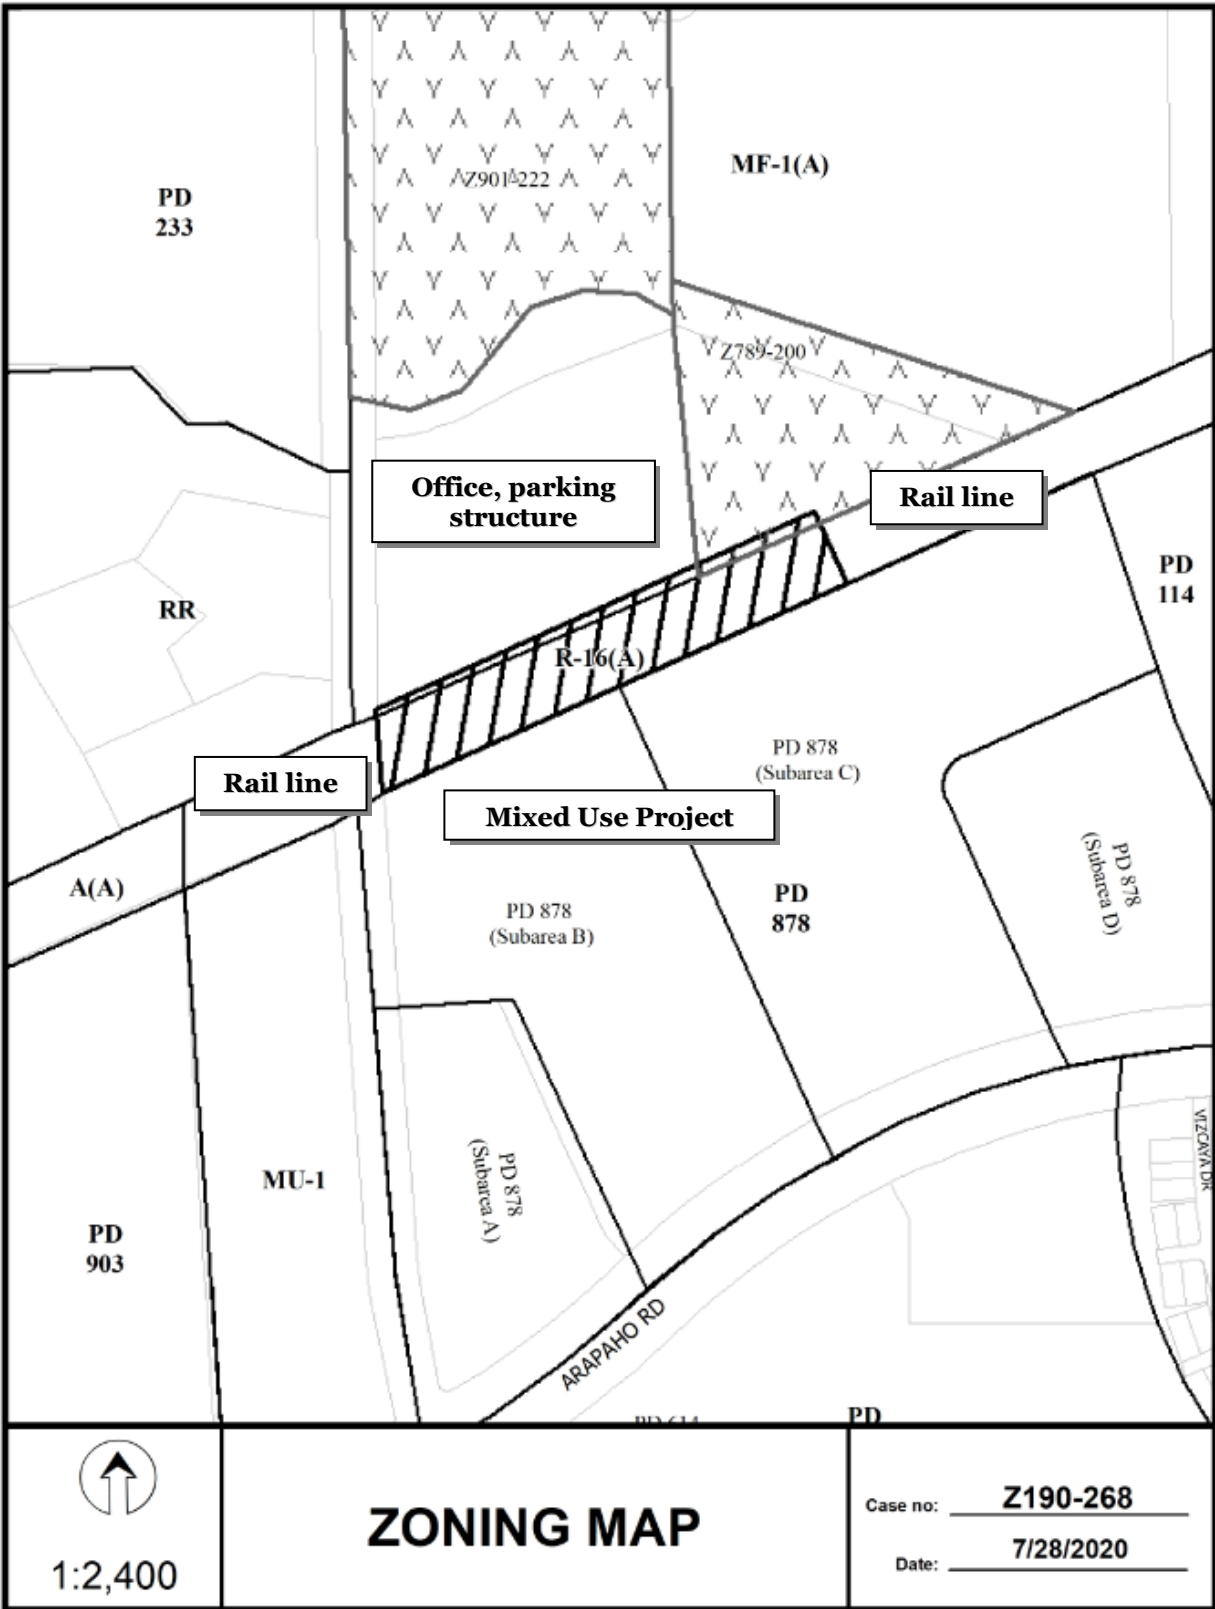 Z901-222
MF-1(A)
PD
233
Z789-200
Office, parking
structure
Rail line
PD
114
RR
R-16(A)
PD 878
(Subarea C)
Rail line
Mixed Use Project
A(A)
PD 878
(Subarea B)
PD
878
PD 878
(Subarea D)
PD 878
(Subarea A)
MU-1
PD
903
VIZCAYA DR
ARAPAHO RD
PD 614
PD
1:2,400
ZONING MAP
Case no: Z190-268
Date: 7/28/2020